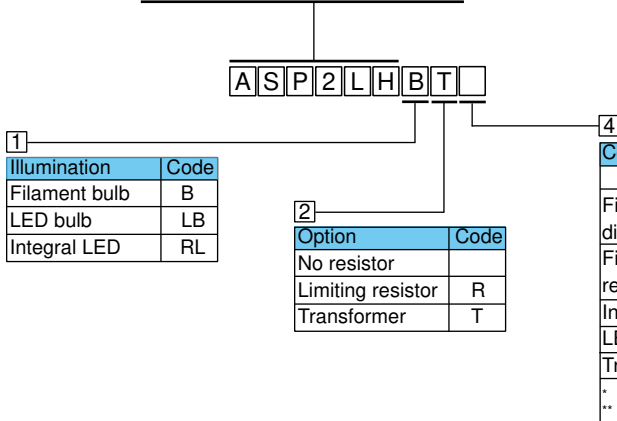 ASP2LHBT
1
Illumination Code
Filament bulb B
LED bulb LB
Integral LED RL
2
Option Code
No resistor
Limiting resistor R
Transformer T
4
*
**